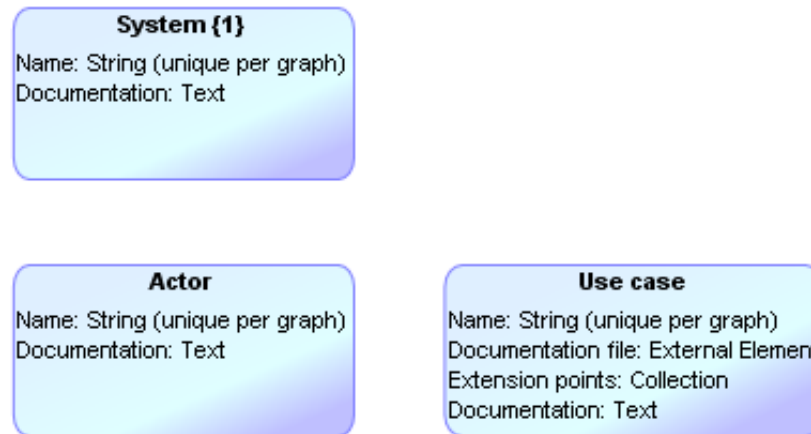 System {1}
Name: String (unique per graph)
Documentation: Text
Actor
Name: String (unique per graph)
Documentation: Text
Use case
Name: String (unique per graph)
Documentation file: External Elemen
Extension points: Collection
Documentation: Text